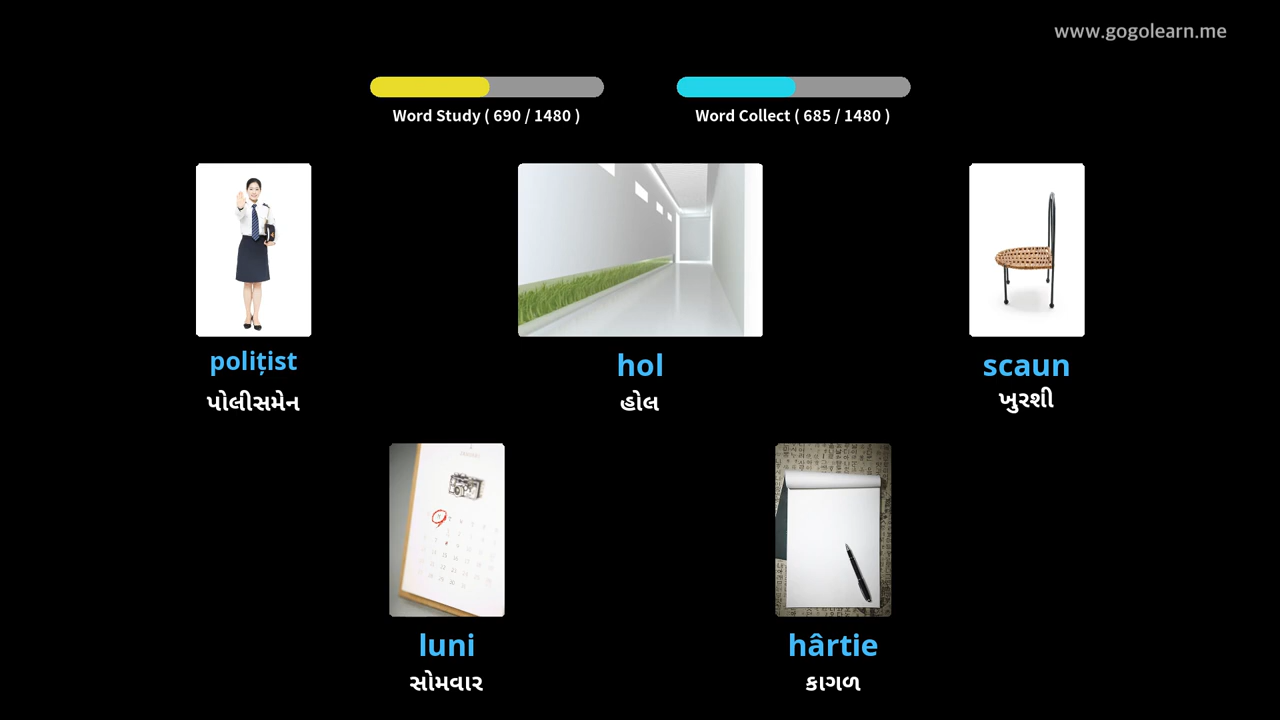 www.gogolearn.me
Word Study ( 690 / 1480 )
Word Collect ( 685 / 1480 )
polițist
hol
scaun
પોલીસમેન
હોલ
ખુરશી
luni
hârtie
સોમવાર
કાગળ